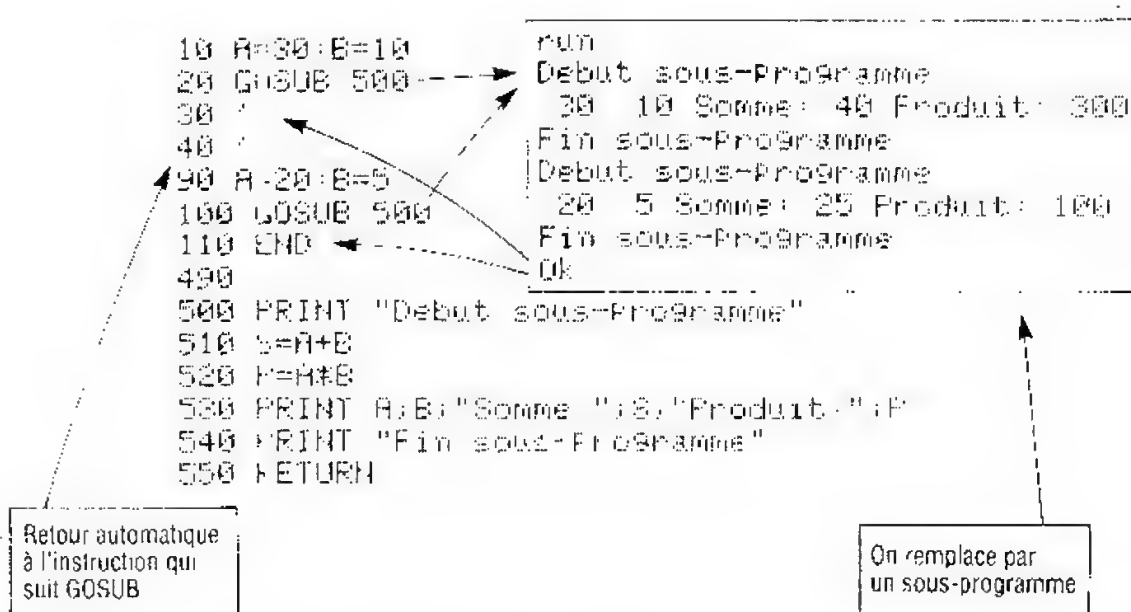 10 A=30:B=10
20 GOSUB 500
30 '
40 '
90 A=20:B=5
100 GOSUB 500
110 END
490
500 PRINT "Debut sous-Programme"
510 S=A+B
520 P=A*B
530 PRINT A;B;"Somme:";S;"Produit:";P
540 PRINT "Fin sous-Programme"
550 RETURN
run
Debut sous-Programme
30 10 Somme: 40 Produit: 300
Fin sous-Programme
Debut sous-Programme
20 5 Somme: 25 Produit: 100
Fin sous-Programme
Ok
Retour automatique
à l'instruction qui
suit GOSUB
On remplace par
un sous-programme